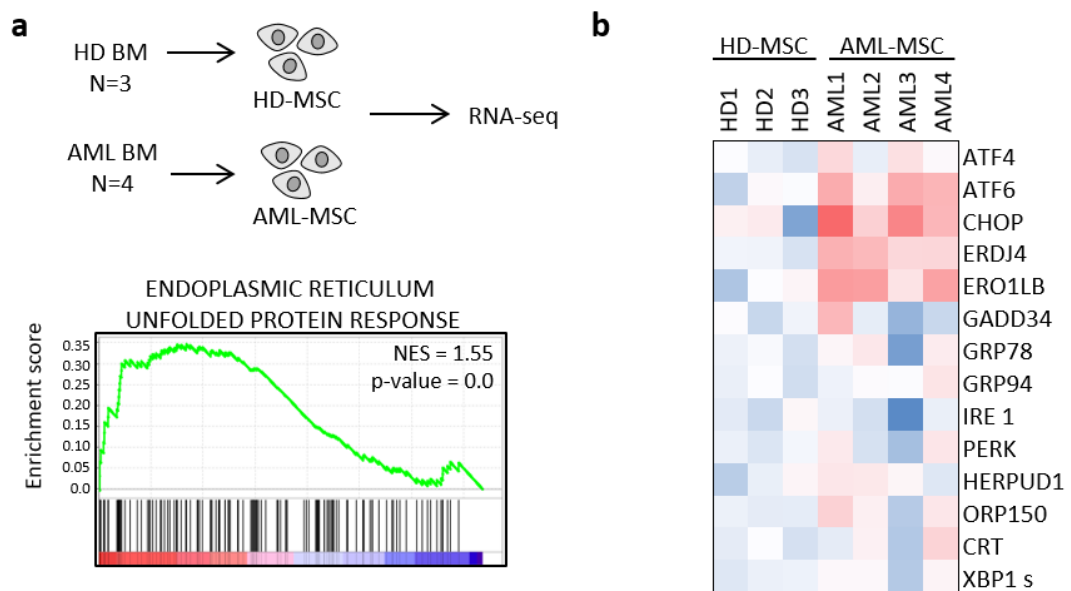 a
HD BM
N=3
HD-MSC
RNA-seq
AML BM
N=4
AML-MSC
ENDOPLASMIC RETICULUM
UNFOLDED PROTEIN RESPONSE
NES = 1.55
p-value = 0.0
Enrichment score
0.35
0.30
0.25
0.20
0.15
0.10
0.05
0.0
b
HD-MSC AML-MSC
HD1 HD2 HD3 AML1 AML2 AML3 AML4
ATF4
ATF6
CHOP
ERDJ4
ERO1LB
GADD34
GRP78
GRP94
IRE 1
PERK
HERPUD1
ORP150
CRT
XBP1 s